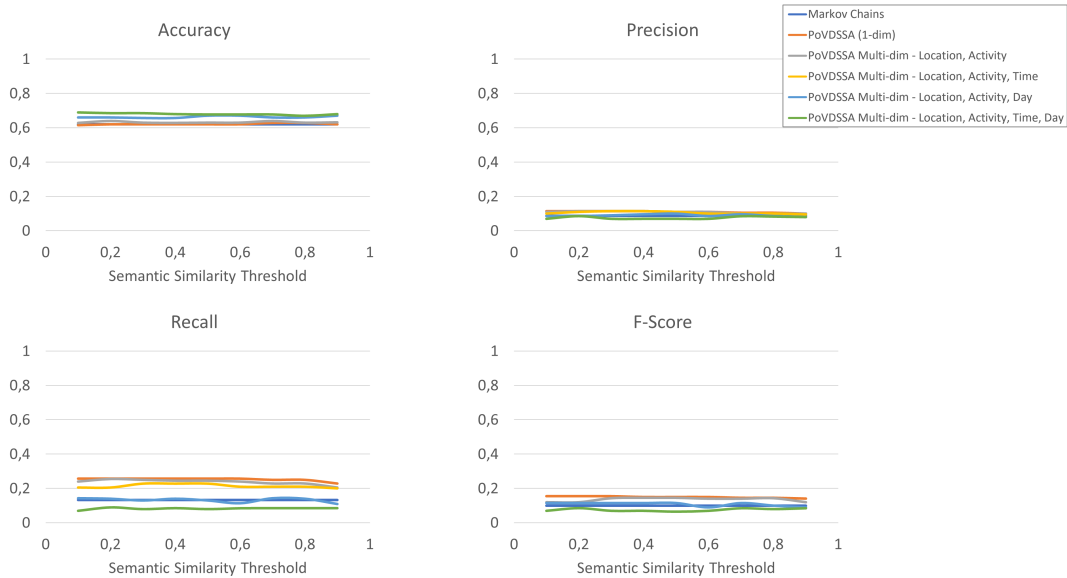 Accuracy
1
0,8
0,6
0,4
0,2
0
0 0,2 0,4 0,6 0,8 1
Semantic Similarity Threshold
Precision
1
0,8
0,6
0,4
0,2
0
0 0,2 0,4 0,6 0,8 1
Semantic Similarity Threshold
Markov Chains
PoVDSSA (1-dim)
PoVDSSA Multi-dim - Location, Activity
PoVDSSA Multi-dim - Location, Activity, Time
PoVDSSA Multi-dim - Location, Activity, Day
PoVDSSA Multi-dim - Location, Activity, Time, Day
Recall
1
0,8
0,6
0,4
0,2
0
0 0,2 0,4 0,6 0,8 1
Semantic Similarity Threshold
F-Score
1
0,8
0,6
0,4
0,2
0
0 0,2 0,4 0,6 0,8 1
Semantic Similarity Threshold